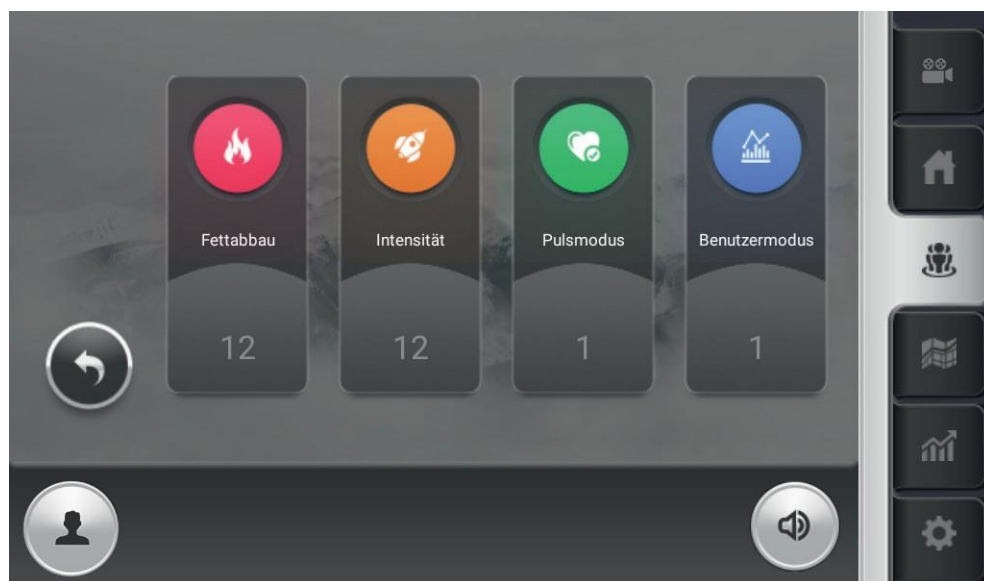 Fettabbau
Intensität
Pulsmodus
Benutzermodus
12
12
1
1